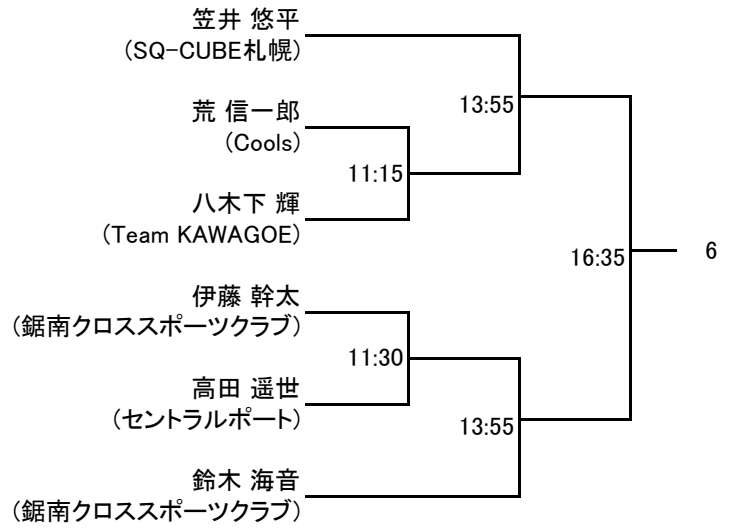 笠井 悠平
(SQ-CUBE札幌)
13:55
荒 信一郎
(Cools)
11:15
八木下 輝
(Team KAWAGOE)
16:35
6
伊藤 幹太
(鋸南クロススポーツクラブ)
11:30
高田 遥世
(セントラルポート)
13:55
鈴木 海音
(鋸南クロススポーツクラブ)